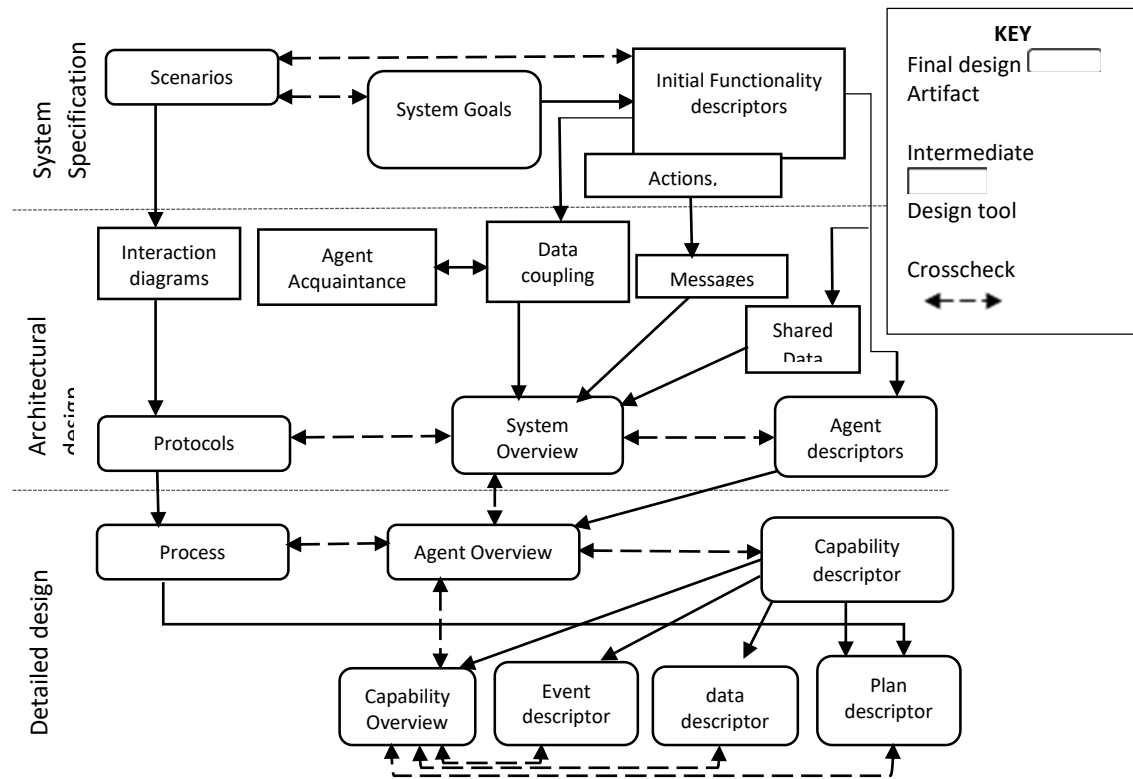 System
Specification
Scenarios
System Goals
Initial Functionality
descriptors
Actions,
KEY
Final design
Artifact
Intermediate
Design tool
Crosscheck
Architectural
design
Interaction
diagrams
Agent
Acquaintance
Data
coupling
Messages
Shared
Data
Protocols
System
Overview
Agent
descriptors
Detailed design
Process
Agent Overview
Capability
descriptor
Capability
Overview
Event
descriptor
data
descriptor
Plan
descriptor